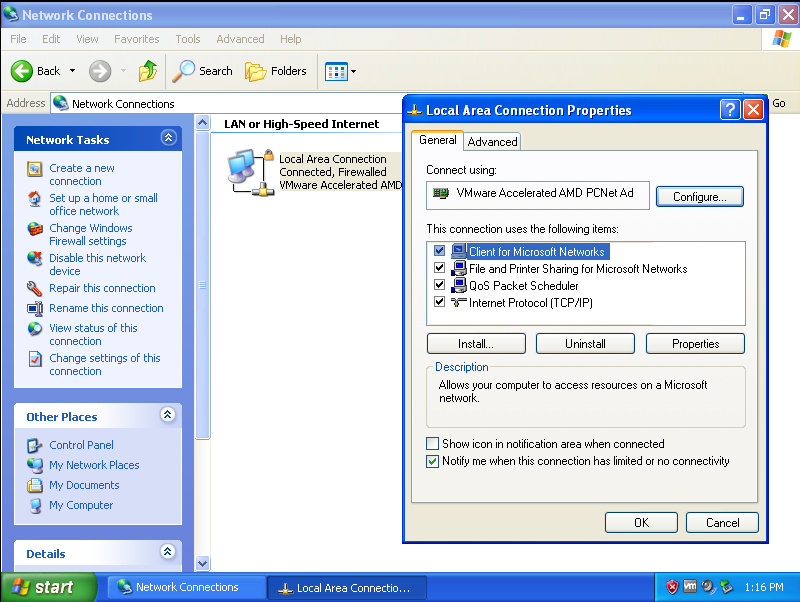 Network Connections
File Edit View Favorites Tools Advanced Help
Back Search Folders
Address Network Connections Go
Network Tasks
Create a new
connection
Set up a home or small
office network
Change Windows
Firewall settings
Disable this network
device
Repair this connection
Rename this connection
View status of this
connection
Change settings of this
connection
Other Places
Control Panel
My Network Places
My Documents
My Computer
Details
LAN or High-Speed Internet
Local Area Connection
Connected, Firewalled
VMware Accelerated AMD
Local Area Connection Properties
General Advanced
Connect using:
VMware Accelerated AMD PCNet Ad Configure...
This connection uses the following items:
Client for Microsoft Networks
File and Printer Sharing for Microsoft Networks
QoS Packet Scheduler
Internet Protocol (TCP/IP)
Install... Uninstall Properties
Description
Allows your computer to access resources on a Microsoft
network.
Show icon in notification area when connected
Notify me when this connection has limited or no connectivity
OK Cancel
start Network Connections Local Area Connectio... vm 1:16 PM